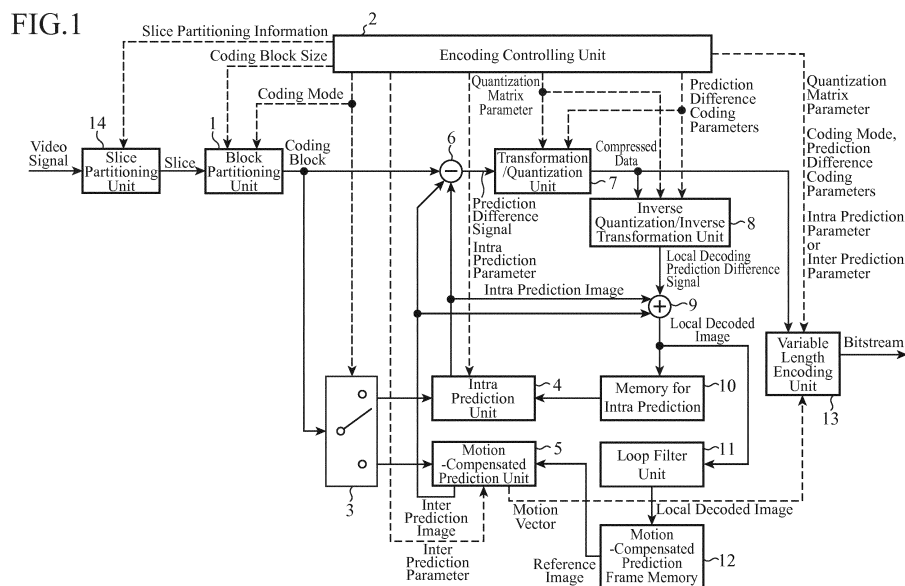 FIG.1
Slice Partitioning Information
2
Encoding Controlling Unit
Coding Block Size
Coding Mode
Quantization
Matrix
Parameter
Prediction
Difference
Coding
Parameters
Quantization
Matrix
Parameter
Coding Mode,
Prediction
Difference
Coding
Parameters
Intra Prediction
Parameter
or
Inter Prediction
Parameter
Video
Signal
14
Slice
Partitioning
Unit
Slice
1
Block
Partitioning
Unit
Coding
Block
6
−
Prediction
Difference
Signal
Transformation
/Quantization
Unit
7
Compressed
Data
Inverse
Quantization/Inverse
Transformation Unit
8
Intra
Prediction
Parameter
Local Decoding
Prediction Difference
Signal
Intra Prediction Image
+
9
Local Decoded
Image
Variable
Length
Encoding
Unit
13
Bitstream
Intra
Prediction
Unit
4
Memory for
Intra Prediction
10
3
Motion
-Compensated
Prediction Unit
5
Loop Filter
Unit
11
Inter
Prediction
Image
Motion
Vector
Local Decoded Image
Inter
Prediction
Parameter
Reference
Image
Motion
-Compensated
Prediction
Frame Memory
12